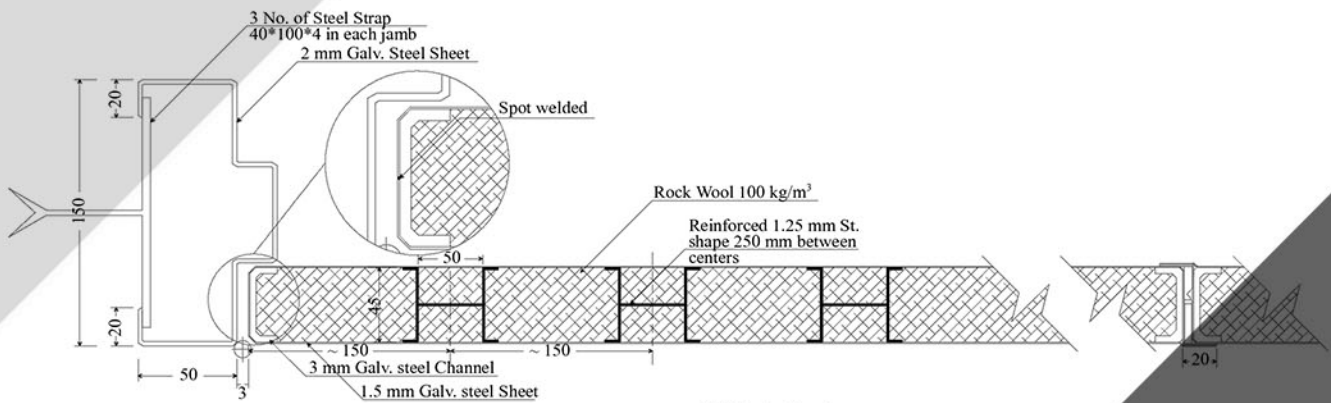 3 No. of Steel Strap
40*100*4 in each jamb
2 mm Galv. Steel Sheet
20
Spot welded
150
Rock Wool 100 kg/m³
Reinforced 1.25 mm St.
shape 250 mm between
centers
50
45
20
~ 150
~ 150
20
50
3 mm Galv. steel Channel
3
1.5 mm Galv. steel Sheet